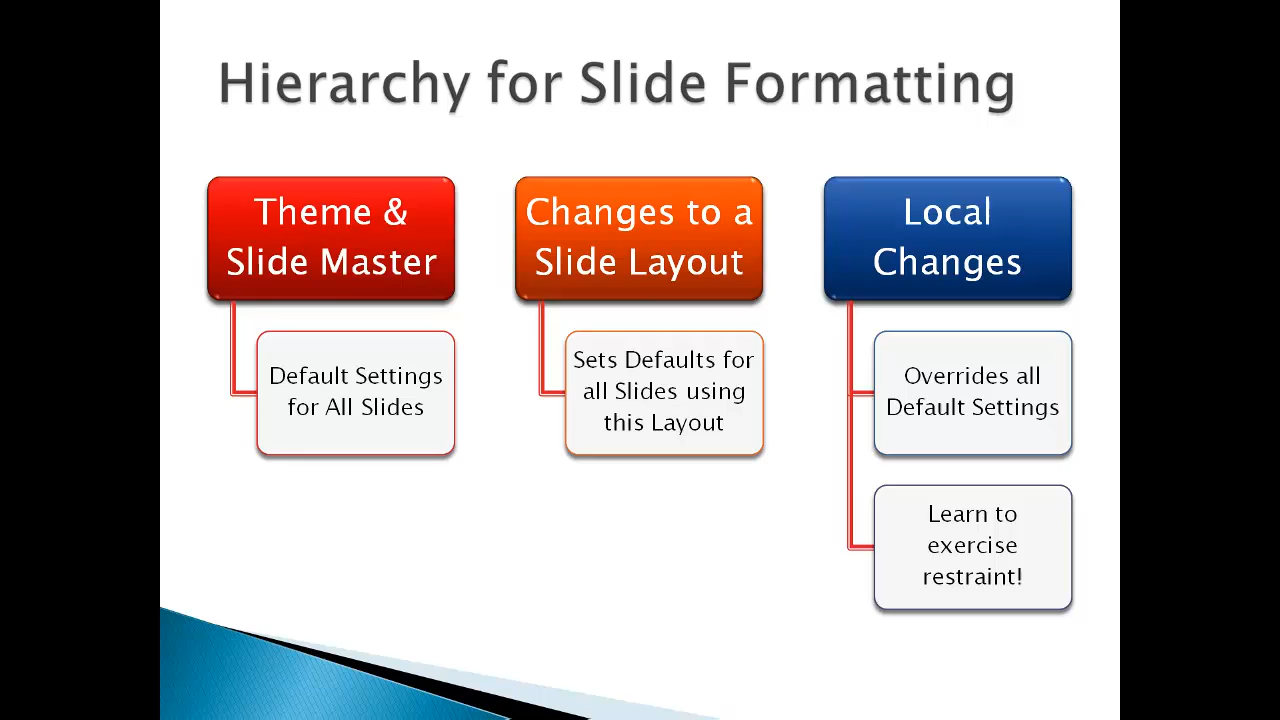 Hierarchy for Slide Formatting
Theme &
Slide Master
Default Settings
for All Slides
Changes to a
Slide Layout
Sets Defaults for
all Slides using
this Layout
Local
Changes
Overrides all
Default Settings
Learn to
exercise
restraint!